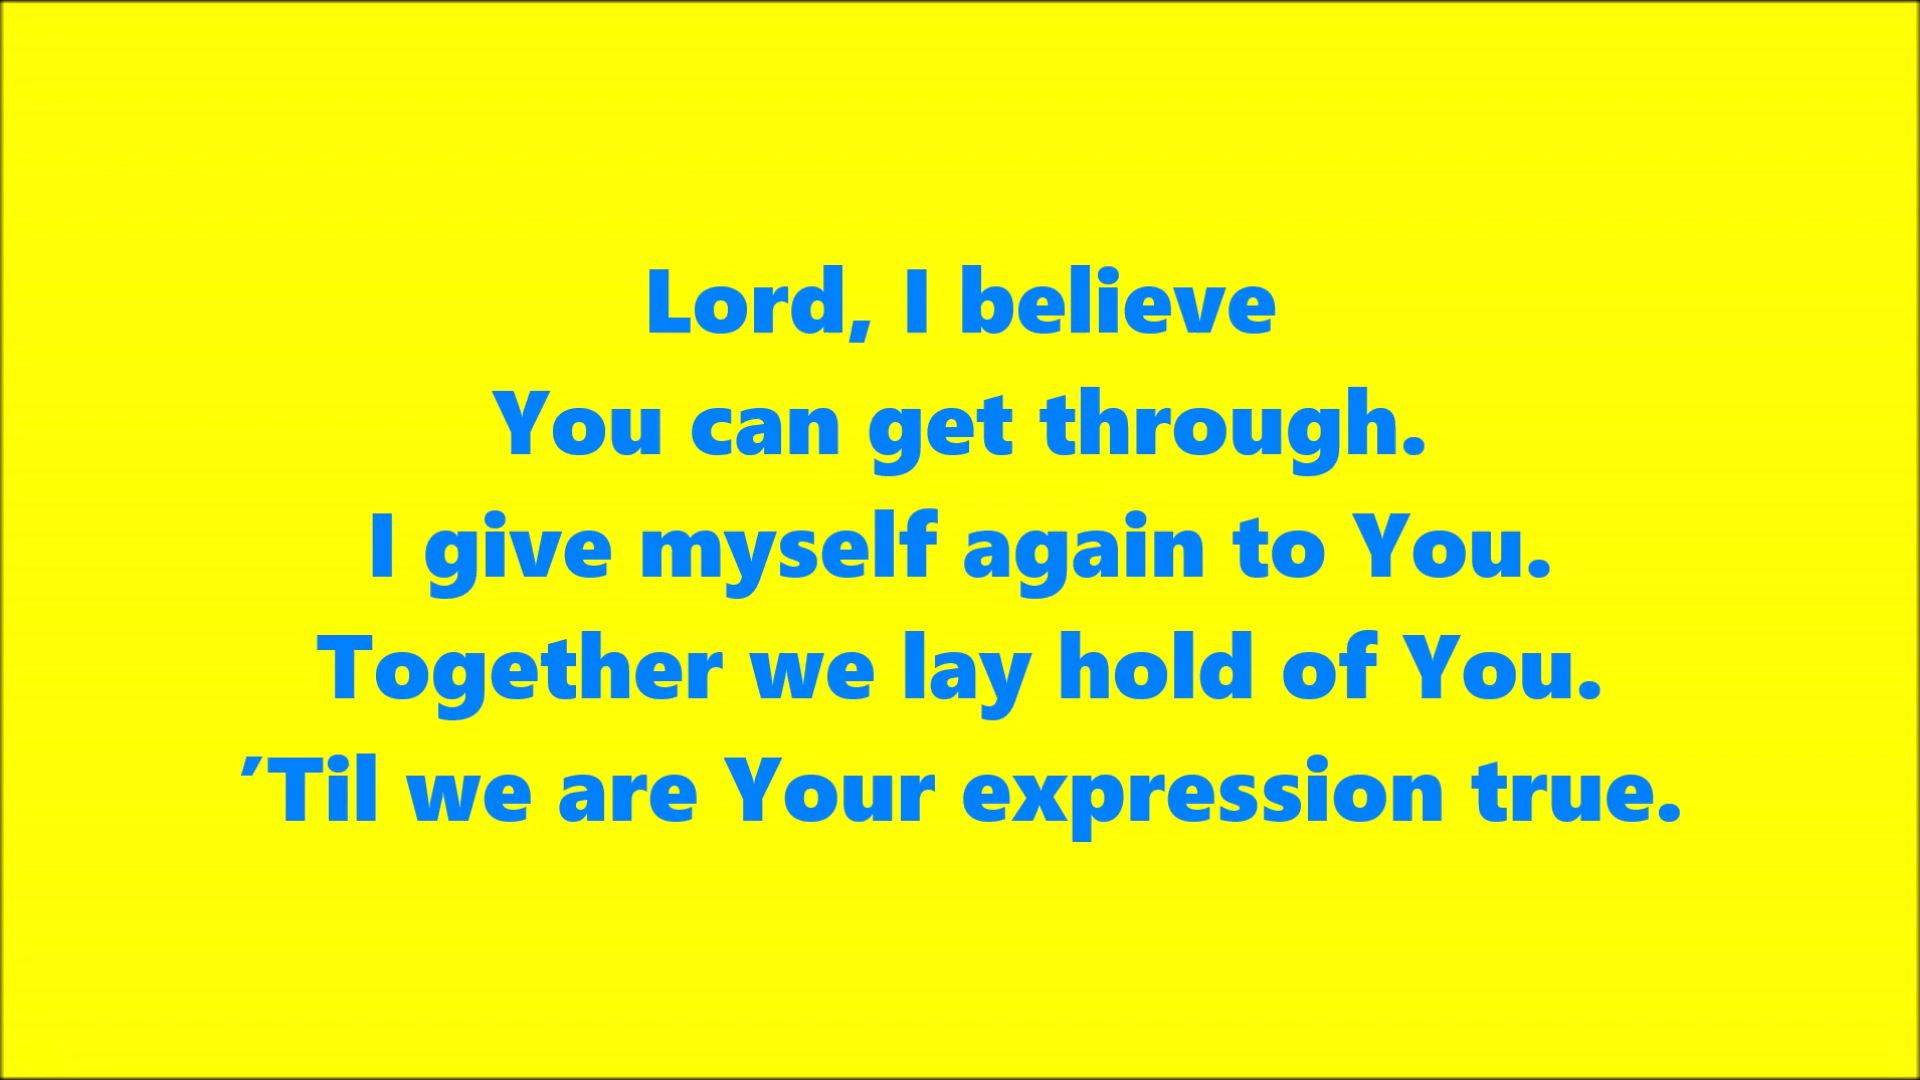 Lord, I believe
You can get through.
I give myself again to You.
Together we lay hold of You.
’Til we are Your expression true.